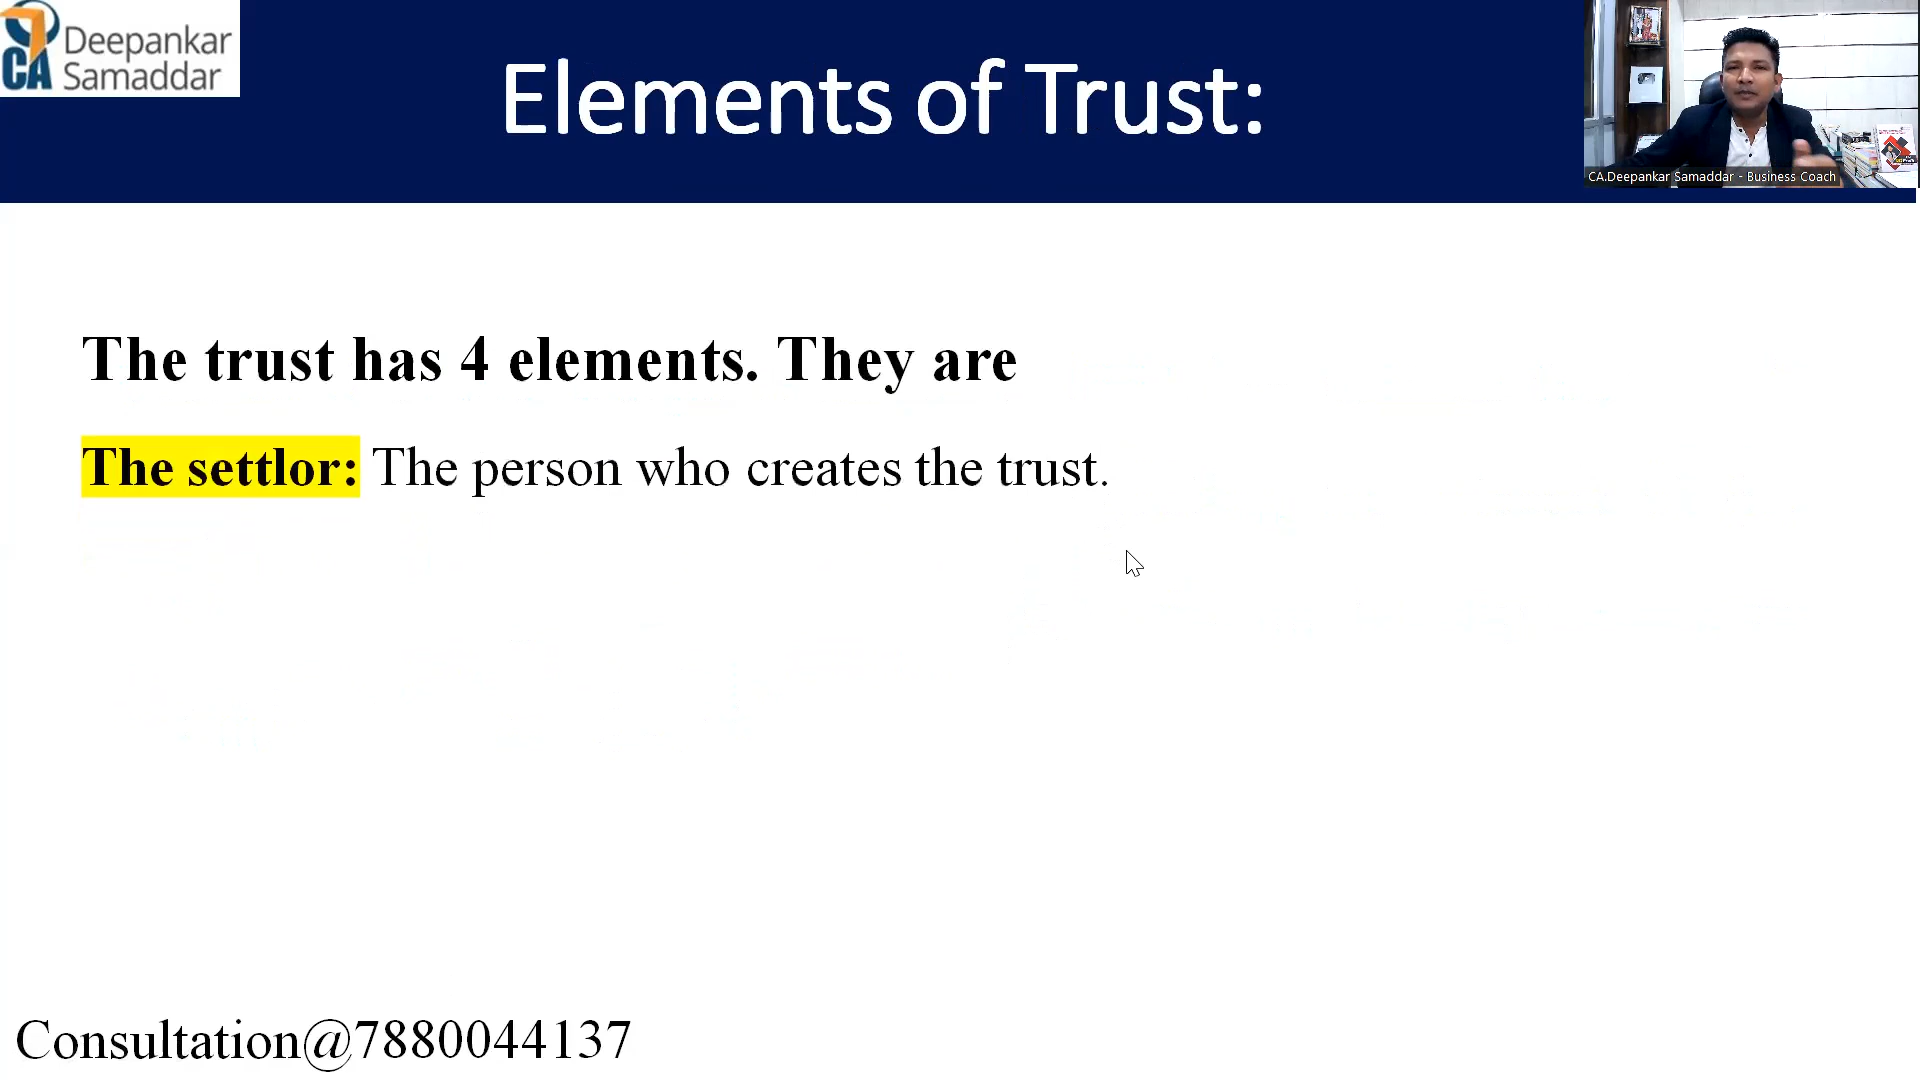 Deepankar
Samaddar
CA
Elements of Trust:
CA.Deepankar Samaddar - Business Coach
The trust has 4 elements. They are
The settlor: The person who creates the trust.
Consultation@7880044137